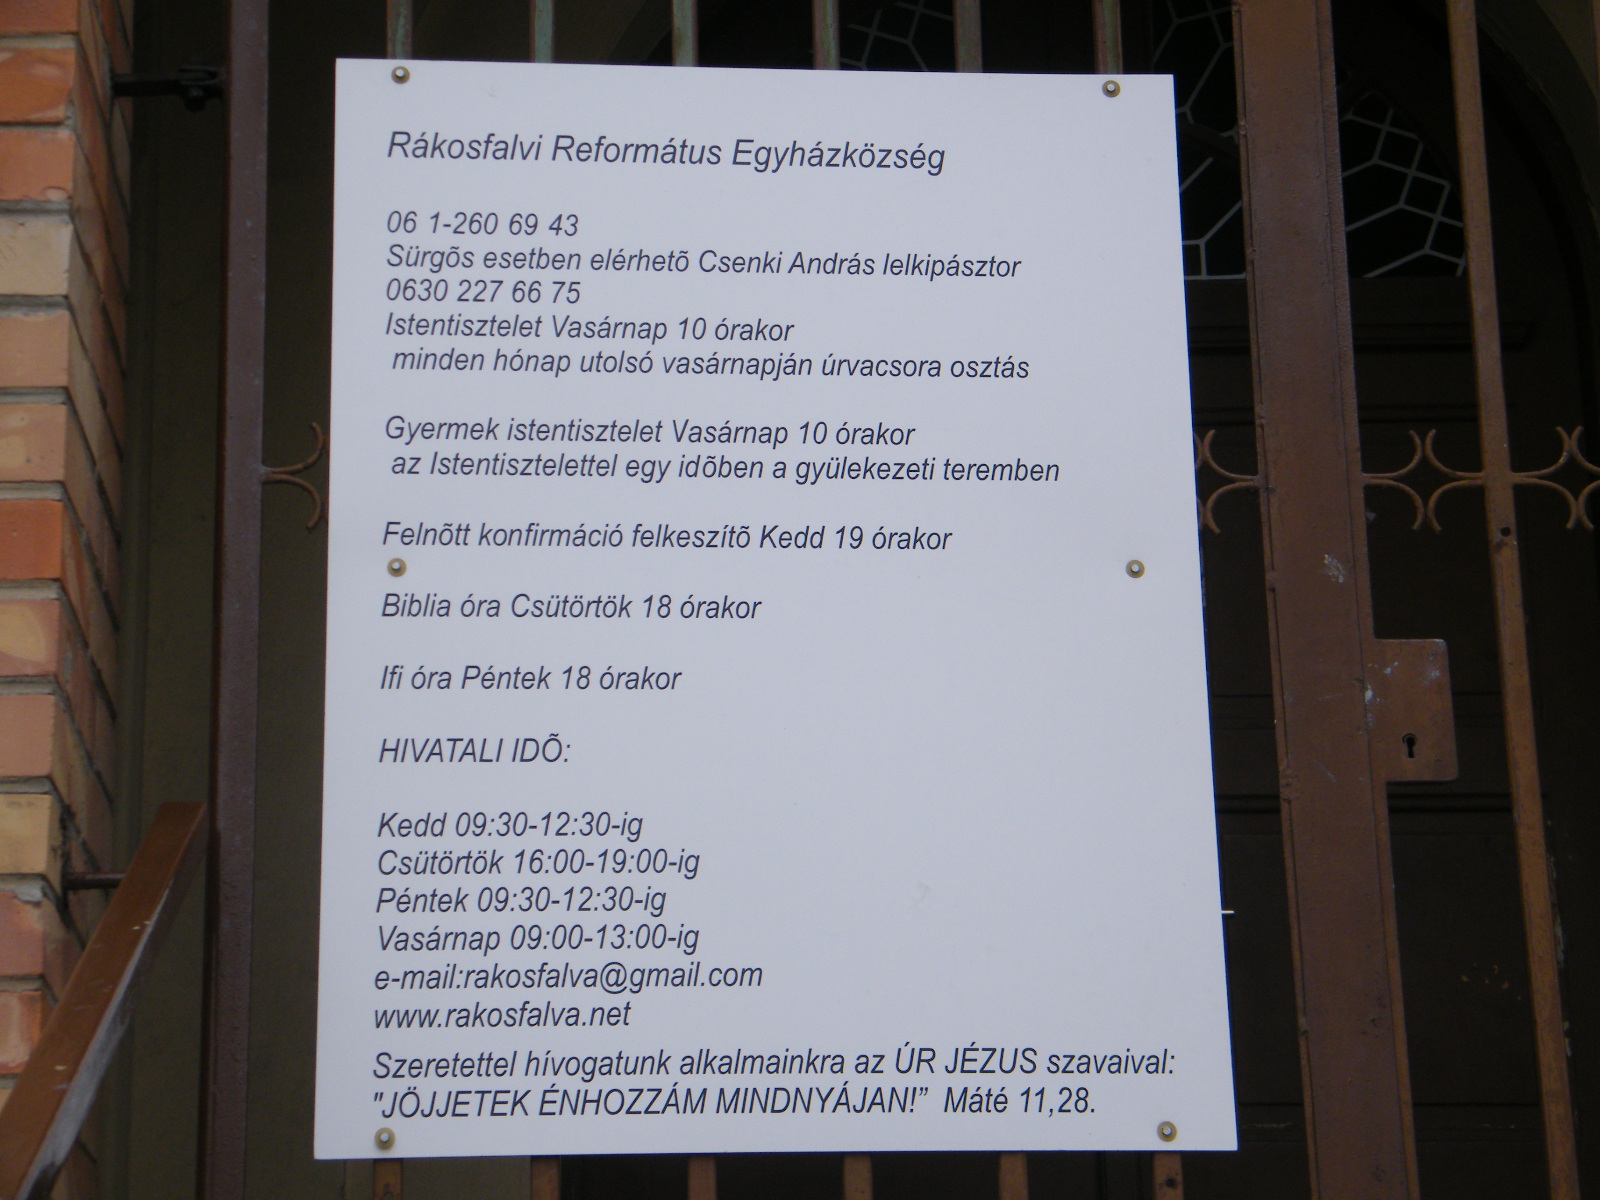 Rákosfalvi Református Egyházközség
06 1-260 69 43
Sürgõs esetben elérhetõ Csenki András lelkipásztor
0630 227 66 75
Istentisztelet Vasárnap 10 órakor
minden hónap utolsó vasárnapján úrvacsora osztás
Gyermek istentisztelet Vasárnap 10 órakor
az Istentisztelettel egy idõben a gyülekezeti teremben
Felnõtt konfirmáció felkeszítõ Kedd 19 órakor
Biblia óra Csütörtök 18 órakor
Ifi óra Péntek 18 órakor
HIVATALI IDÕ:
Kedd 09:30-12:30-ig
Csütörtök 16:00-19:00-ig
Péntek 09:30-12:30-ig
Vasárnap 09:00-13:00-ig
e-mail:rakosfalva@gmail.com
www.rakosfalva.net
Szeretettel hívogatunk alkalmainkra az ÚR JÉZUS szavaival:
"JÖJJETEK ÉNHOZZÁM MINDNYÁJAN!” Máté 11,28.